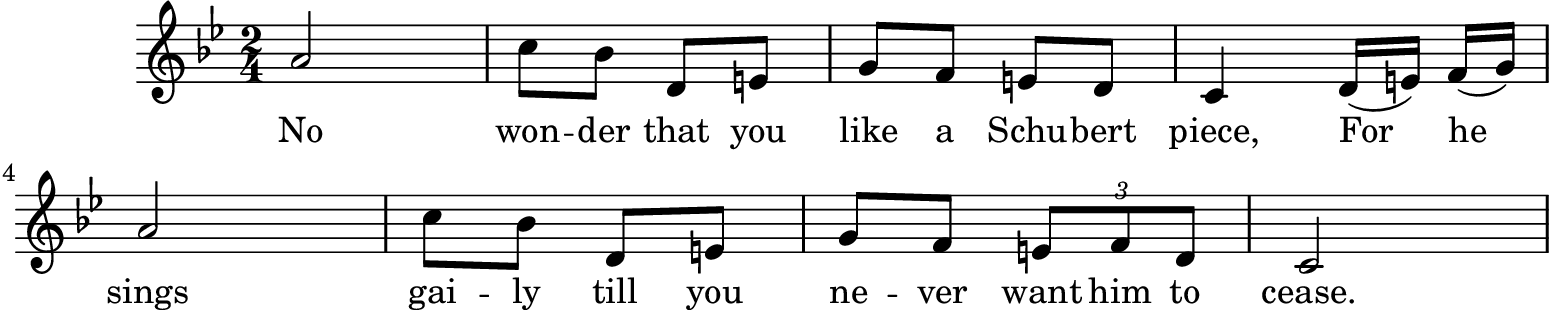 2
4
No won -- der that you like a Schubert piece, For he
4
3
sings gai - ly till you ne - ver want him to cease.